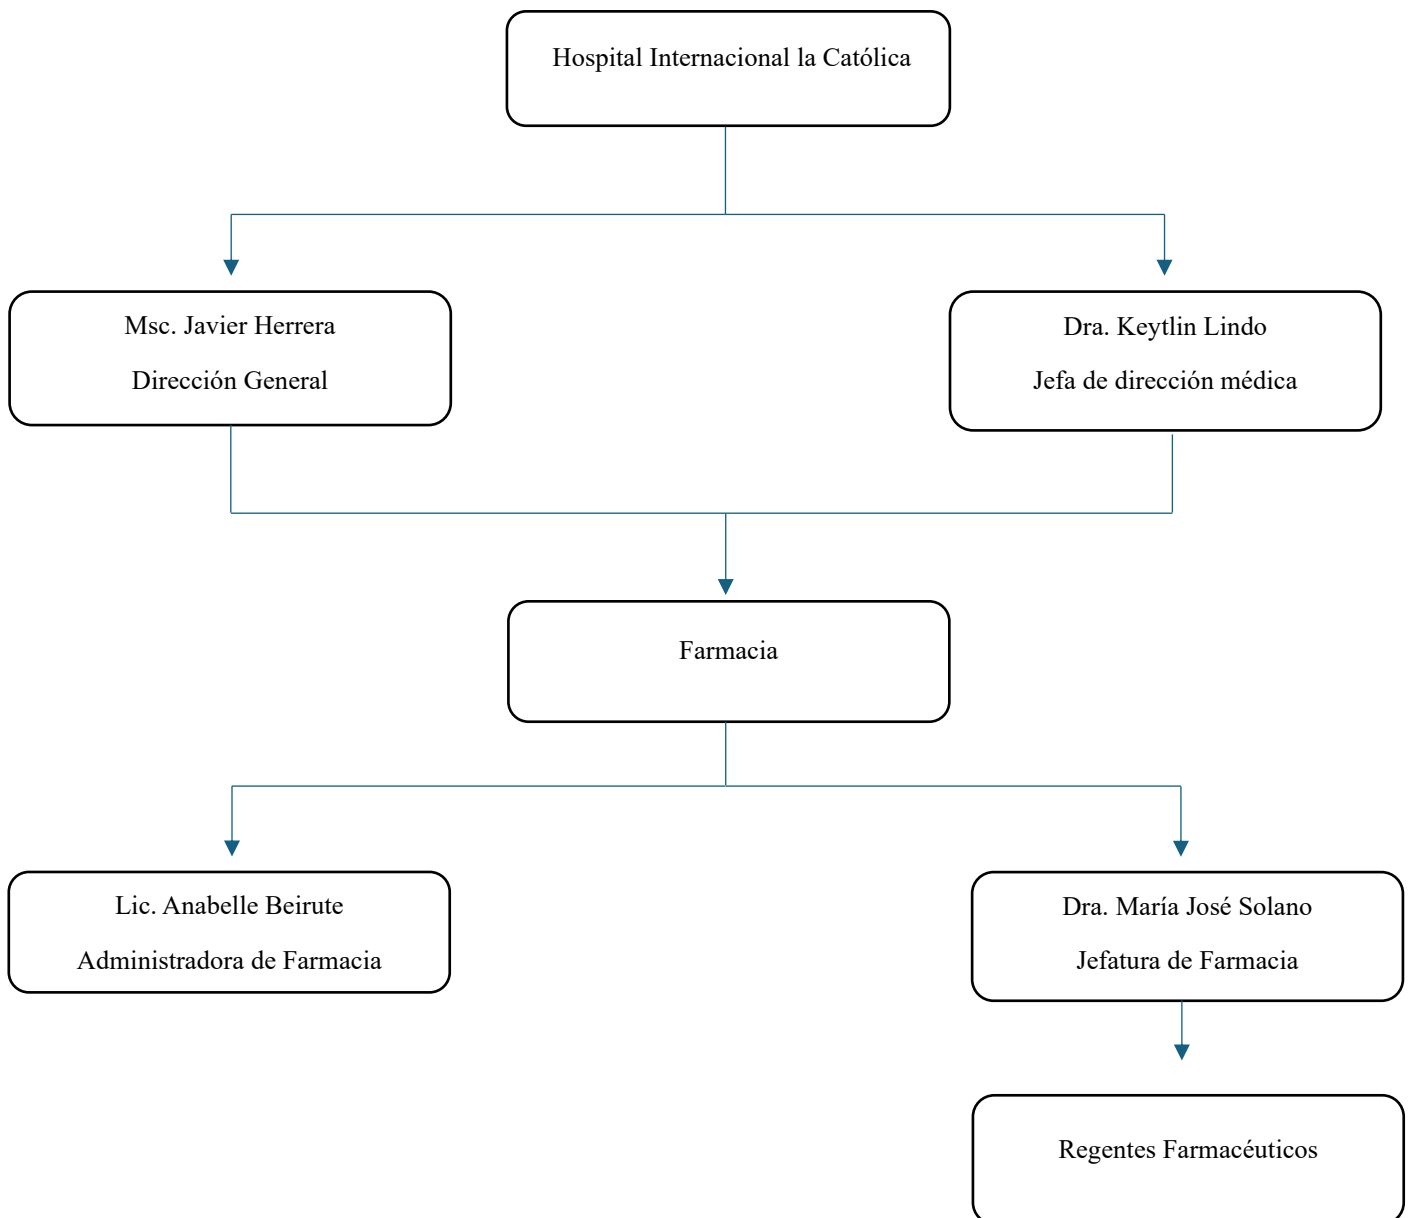 Hospital Internacional la Católica
Msc. Javier Herrera
Dirección General
Dra. Keytlin Lindo
Jefa de dirección médica
Farmacia
Lic. Anabelle Beirute
Administradora de Farmacia
Dra. María José Solano
Jefatura de Farmacia
Regentes Farmacéuticos